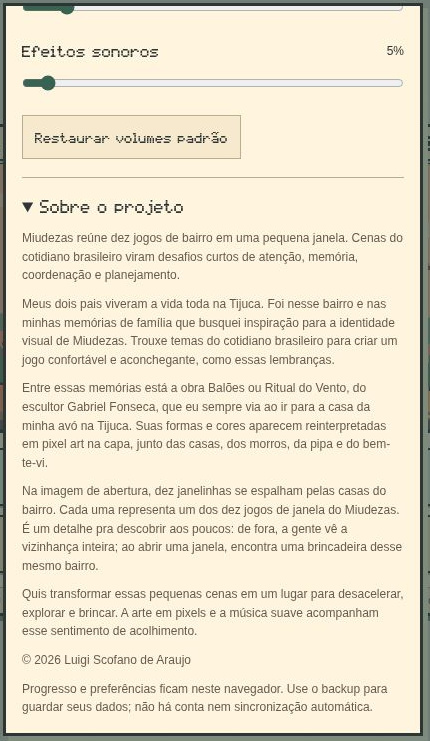 Efeitos sonoros 5%
Restaurar volumes padrão
▼ Sobre o projeto
Miudezas reúne dez jogos de bairro em uma pequena janela. Cenas do
cotidiano brasileiro viram desafios curtos de atenção, memória,
coordenação e planejamento.
Meus dois pais viveram a vida toda na Tijuca. Foi nesse bairro e nas
minhas memórias de família que busquei inspiração para a identidade
visual de Miudezas. Trouxe temas do cotidiano brasileiro para criar um
jogo confortável e aconchegante, como essas lembranças.
Entre essas memórias está a obra Balões ou Ritual do Vento, do
escultor Gabriel Fonseca, que eu sempre via ao ir para a casa da
minha avó na Tijuca. Suas formas e cores aparecem reinterpretadas
em pixel art na capa, junto das casas, dos morros, da pipa e do bem-
te-vi.
Na imagem de abertura, dez janelinhas se espalham pelas casas do
bairro. Cada uma representa um dos dez jogos de janela do Miudezas.
É um detalhe pra descobrir aos poucos: de fora, a gente vê a
vizinhança inteira; ao abrir uma janela, encontra uma brincadeira desse
mesmo bairro.
Quis transformar essas pequenas cenas em um lugar para desacelerar,
explorar e brincar. A arte em pixels e a música suave acompanham
esse sentimento de acolhimento.
© 2026 Luigi Scofano de Araujo
Progresso e preferências ficam neste navegador. Use o backup para
guardar seus dados; não há conta nem sincronização automática.